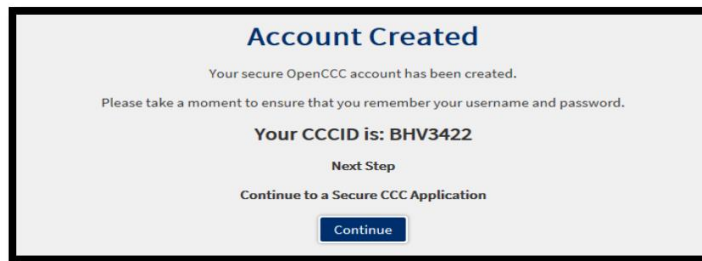 Account Created
Your secure OpenCCC account has been created.
Please take a moment to ensure that you remember your username and password.
Your CCCID is: BHV3422
Next Step
Continue to a Secure CCC Application
Continue